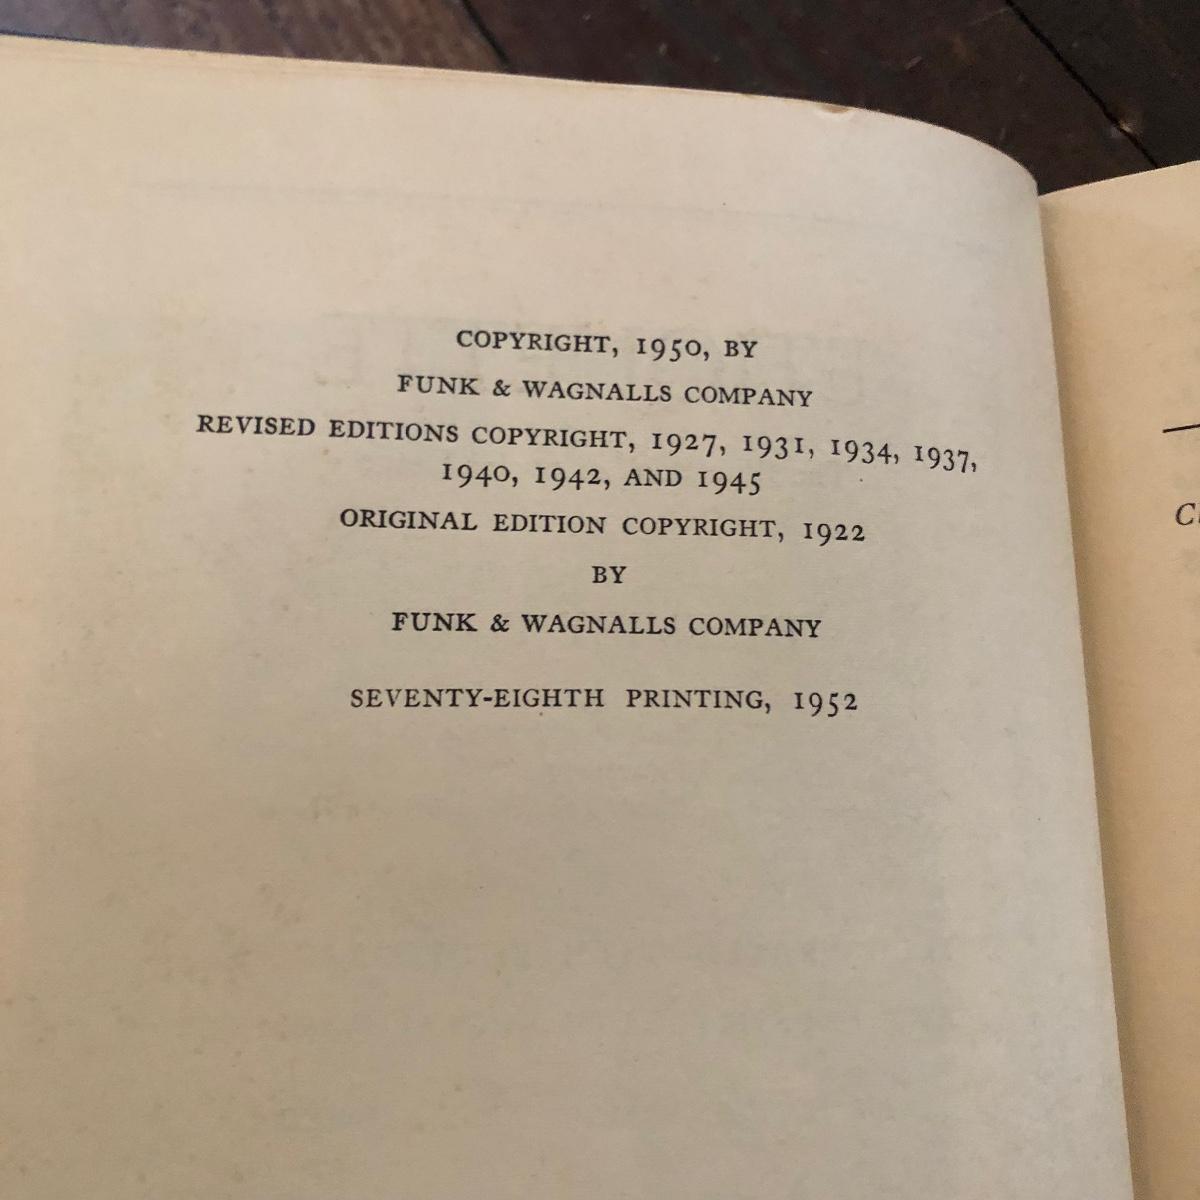 COPYRIGHT, 1950, BY
FUNK & WAGNALLS COMPANY
REVISED EDITIONS COPYRIGHT, 1927, 1931, 1934, 1937,
1940, 1942, AND 1945
ORIGINAL EDITION COPYRIGHT, 1922
BY
FUNK & WAGNALLS COMPANY
SEVENTY-EIGHTH PRINTING, 1952